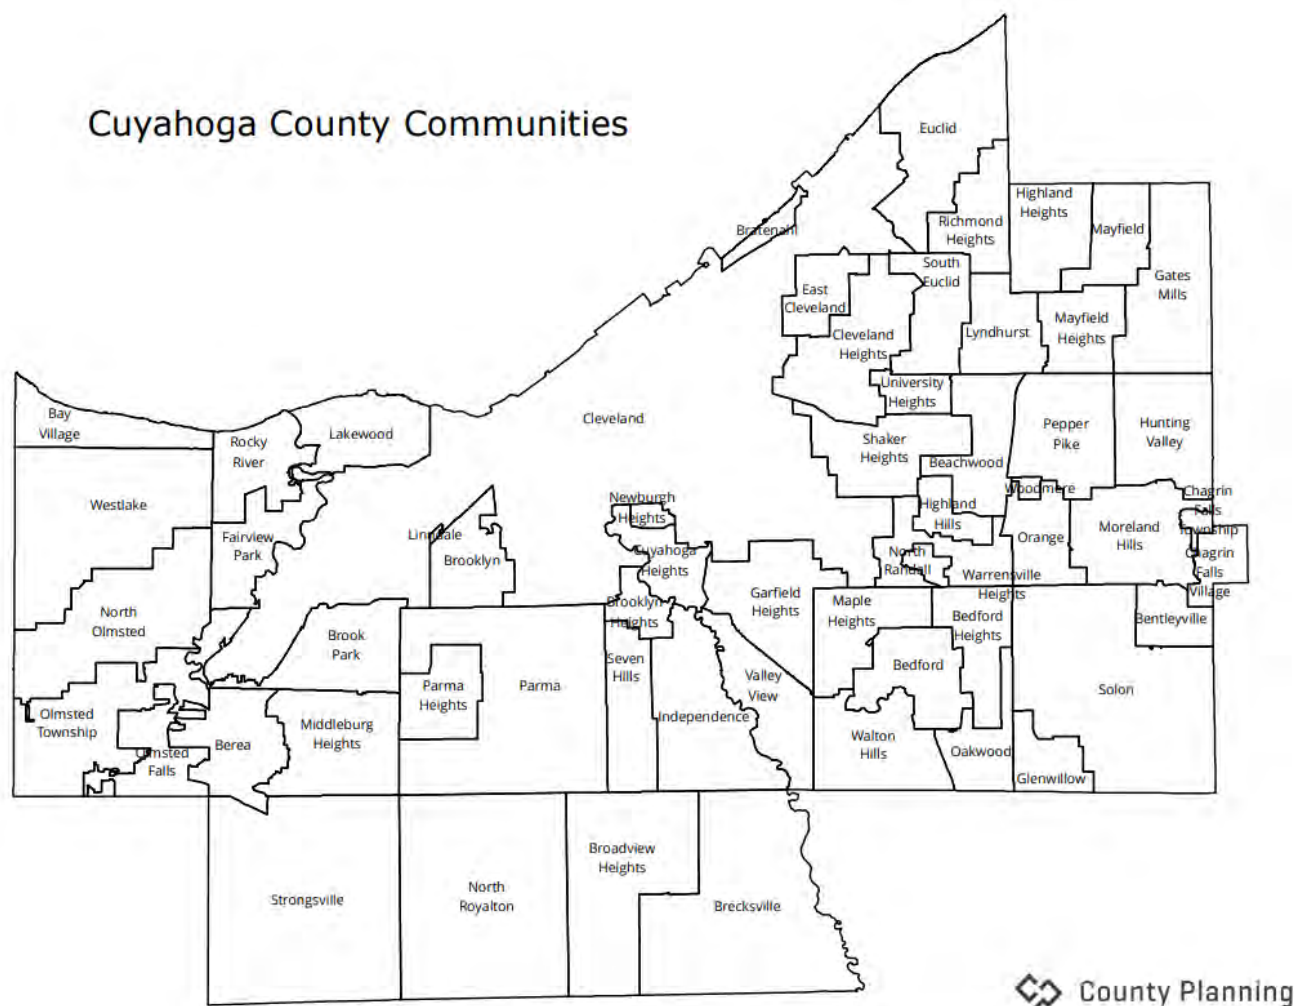 Cuyahoga County Communities
Euclid
Highland
Heights
Richmond
Heights
Mayfield
Bratenahl
South
Euclid
Gates
Mills
East
Cleveland
Cleveland
Heights
Lyndhurst
Mayfield
Heights
University
Heights
Bay
Village
Rocky
River
Lakewood
Cleveland
Shaker
Heights
Beachwood
Pepper
Pike
Hunting
Valley
Westlake
Newburgh
Heights
Highland
Hills
Woodmere
Chagrin
Falls
Township
Fairview
Park
Linndale
Brooklyn
Cuyahoga
Heights
North
Randall
Orange
Moreland
Hills
Chagrin
Falls
Village
Warrensville
Heights
North
Olmsted
Brook
Park
Brooklyn
Heights
Garfield
Heights
Maple
Heights
Bedford
Heights
Bentleyville
Seven
Hills
Bedford
Parma
Heights
Parma
Valley
View
Solon
Olmsted
Township
Olmsted
Falls
Berea
Middleburg
Heights
Independence
Walton
Hills
Oakwood
Glenwillow
Strongsville
North
Royalton
Broadview
Heights
Brecksville
County Planning